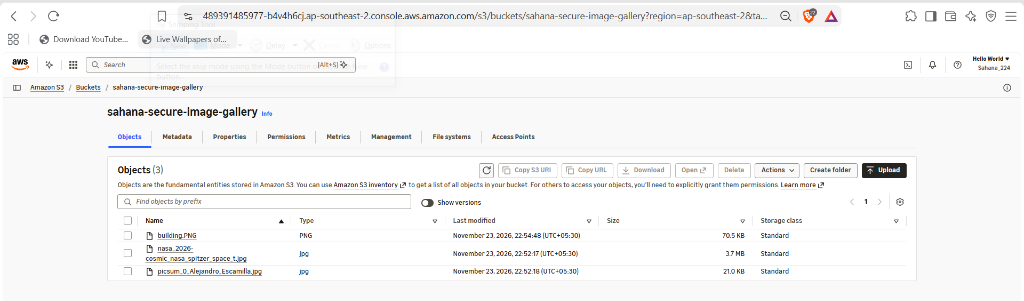 489391485977-b4v4h6cj.ap-southeast-2.console.aws.amazon.com/s3/buckets/sahana-secure-image-gallery?region=ap-southeast-2&ta...
Download YouTube...
Live Wallpapers of...
aws
Search
[Alt+S]
Hello World
Sahana_224
Amazon S3 / Buckets / sahana-secure-image-gallery
sahana-secure-image-gallery Info
Objects Metadata Properties Permissions Metrics Management File systems Access Points
Objects (3)
Copy S3 URI Copy URL Download Open Delete Actions Create folder Upload
Objects are the fundamental entities stored in Amazon S3. You can use Amazon S3 inventory to get a list of all objects in your bucket. For others to access your objects, you'll need to explicitly grant them permissions. Learn more
Find objects by prefix
Show versions
1
Name Type Last modified Size Storage class
building.PNG PNG November 23, 2026, 22:54:48 (UTC+05:30) 70.5 KB Standard
nasa_2026-
cosmic_nasa_spitzer_space_t.jpg jpg November 23, 2026, 22:52:17 (UTC+05:30) 3.7 MB Standard
picsum_0_Alejandro_Escamilla.jpg jpg November 23, 2026, 22:52:18 (UTC+05:30) 21.0 KB Standard